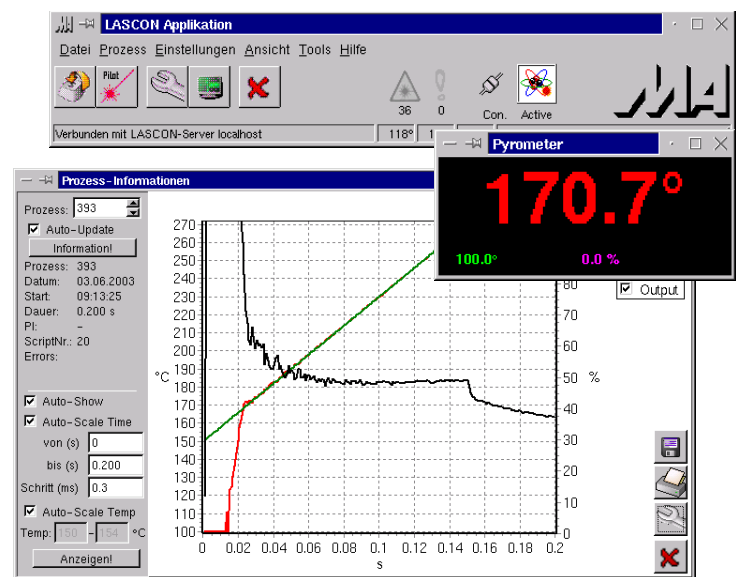 LASCON Applikation
Datei Prozess Einstellungen Ansicht Tools Hilfe
Pilot
36
0
Con.
Active
Verbunden mit LASCON-Server localhost
118°
Pyrometer
170.7°
100.0°
0.0 %
Prozess-Informationen
Prozess: 393
Auto-Update
Information!
Prozess: 393
Datum: 03.06.2003
Start: 09:13:25
Dauer: 0.200 s
PI: -
ScriptNr.: 20
Errors:
Auto-Show
Auto-Scale Time
von (s) 0
bis (s) 0.200
Schritt (ms) 0.3
Auto-Scale Temp
Temp: 150 - 154 °C
Anzeigen!
270
260
250
240
230
220
210
200
190
180
170
160
150
140
130
120
110
100
°C
0 0.02 0.04 0.06 0.08 0.1 0.12 0.14 0.16 0.18 0.2
s
80
70
60
50
40
30
20
10
0
%
Output